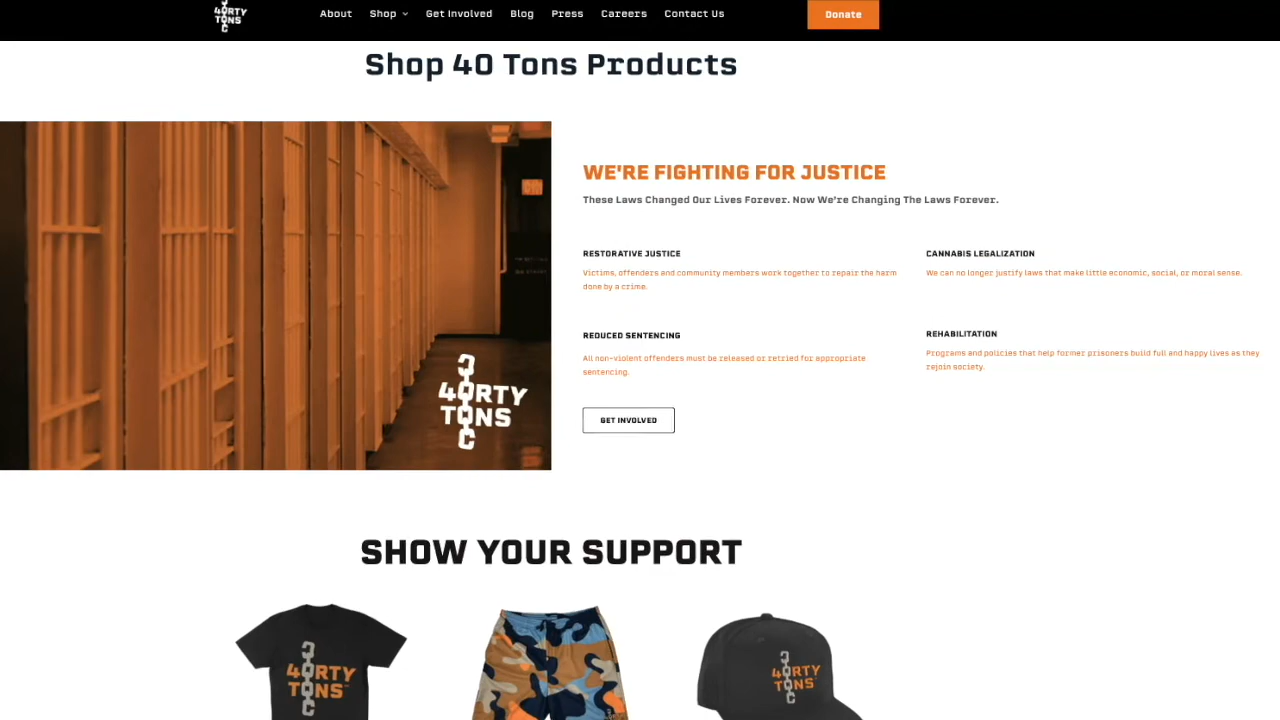 4ORTY
TONS
About Shop Get Involved Blog Press Careers Contact Us Donate
Shop 40 Tons Products
WE'RE FIGHTING FOR JUSTICE
These Laws Changed Our Lives Forever. Now We're Changing The Laws Forever.
RESTORATIVE JUSTICE
Victims, offenders and community members work together to repair the harm
done by a crime.
CANNABIS LEGALIZATION
We can no longer justify laws that make little economic, social, or moral sense.
REDUCED SENTENCING
All non-violent offenders must be released or retried for appropriate
sentencing.
REHABILITATION
Programs and policies that help former prisoners build full and happy lives as they
rejoin society.
GET INVOLVED
4ORTY
TONS
SHOW YOUR SUPPORT
4ORTY
TONS
4ORTY
TONS